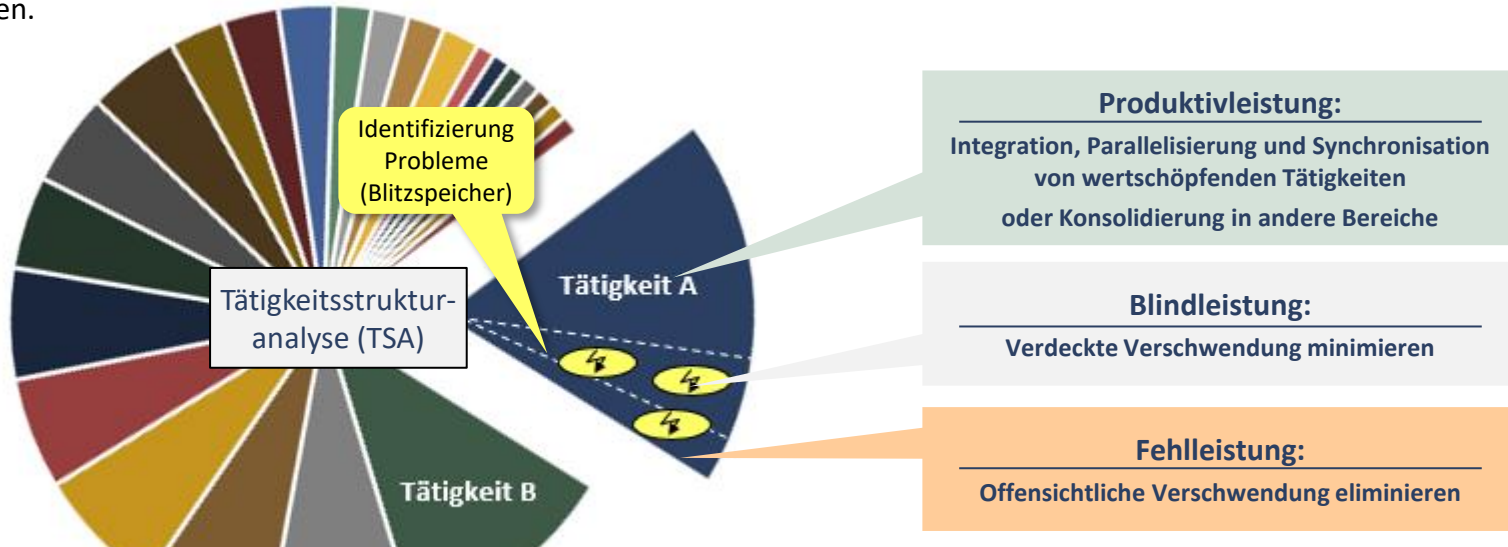 en.
Identifizierung
Probleme
(Blitzspeicher)
Tätigkeitsstruktur-
analyse (TSA)
Tätigkeit A
Tätigkeit B
Produktivleistung:
Integration, Parallelisierung und Synchronisation
von wertschöpfenden Tätigkeiten
oder Konsolidierung in andere Bereiche
Blindleistung:
Verdeckte Verschwendung minimieren
Fehlleistung:
Offensichtliche Verschwendung eliminieren